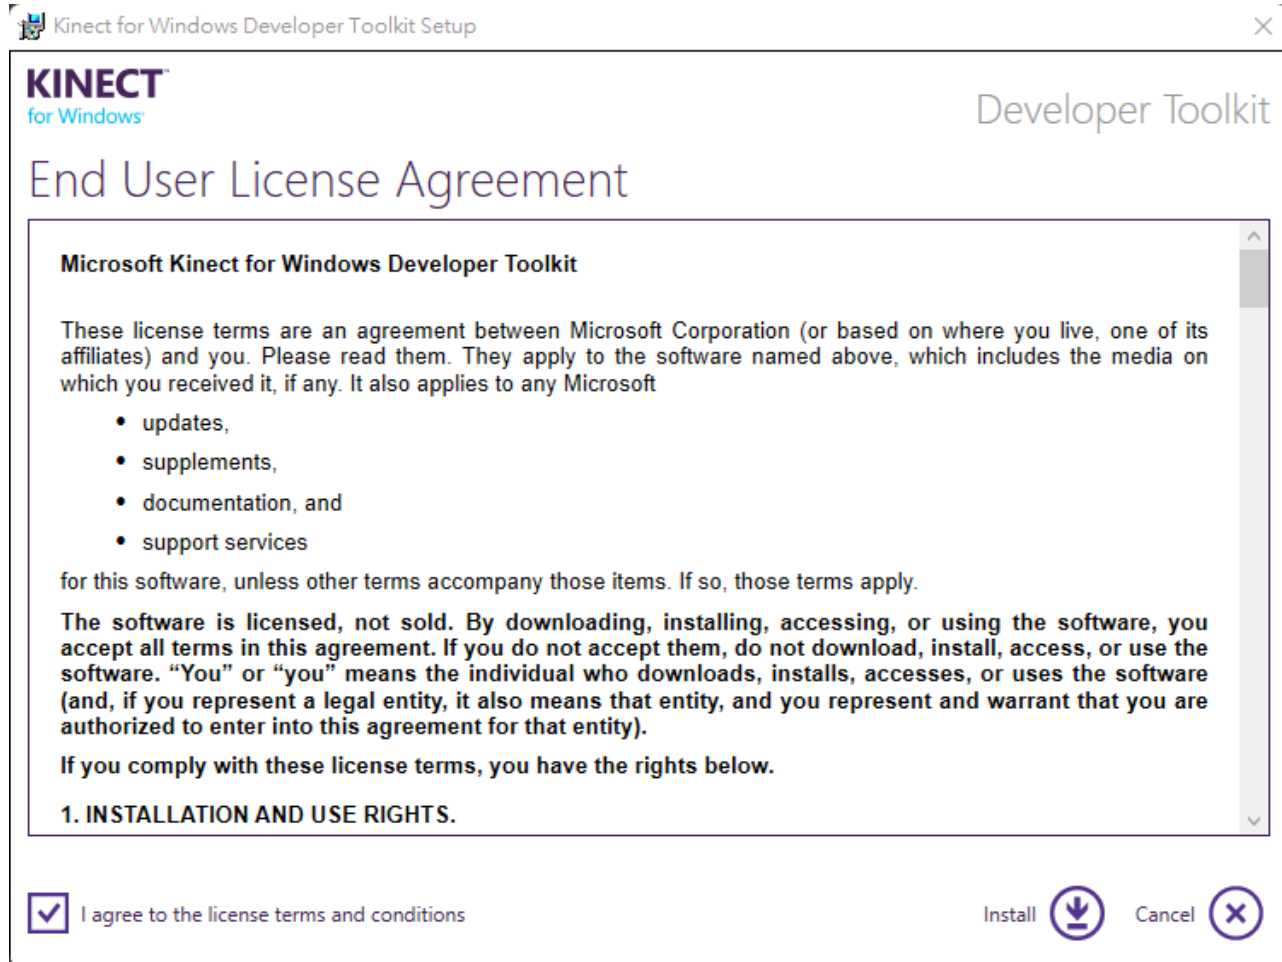 Kinect for Windows Developer Toolkit Setup
KINECT™
for Windows®
Developer Toolkit
End User License Agreement
Microsoft Kinect for Windows Developer Toolkit
These license terms are an agreement between Microsoft Corporation (or based on where you live, one of its
affiliates) and you. Please read them. They apply to the software named above, which includes the media on
which you received it, if any. It also applies to any Microsoft
• updates,
• supplements,
• documentation, and
• support services
for this software, unless other terms accompany those items. If so, those terms apply.
The software is licensed, not sold. By downloading, installing, accessing, or using the software, you
accept all terms in this agreement. If you do not accept them, do not download, install, access, or use the
software. “You” or “you” means the individual who downloads, installs, accesses, or uses the software
(and, if you represent a legal entity, it also means that entity, and you represent and warrant that you are
authorized to enter into this agreement for that entity).
If you comply with these license terms, you have the rights below.
1. INSTALLATION AND USE RIGHTS.
I agree to the license terms and conditions
Install
Cancel